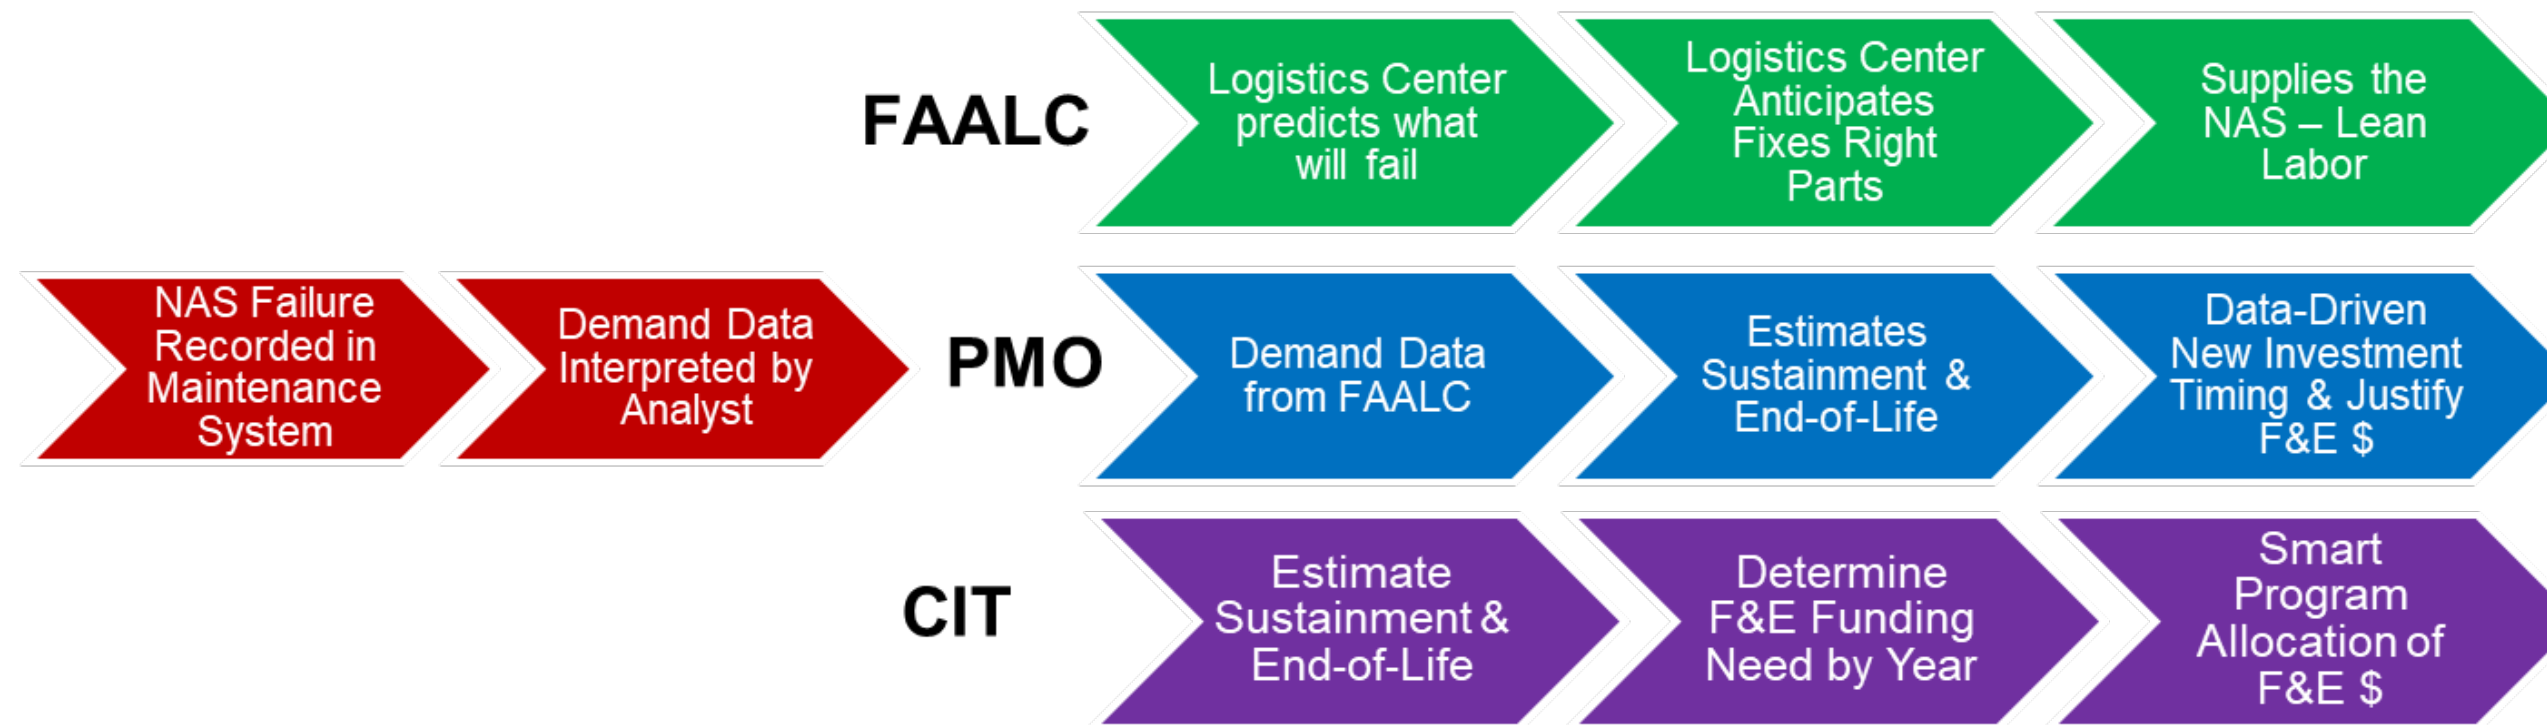 FAALC
Logistics Center
predicts what
will fail
Logistics Center
Anticipates
Fixes Right
Parts
Supplies the
NAS – Lean
Labor
NAS Failure
Recorded in
Maintenance
System
Demand Data
Interpreted by
Analyst
PMO
Demand Data
from FAALC
Estimates
Sustainment &
End-of-Life
Data-Driven
New Investment
Timing & Justify
F&E $
CIT
Estimate
Sustainment &
End-of-Life
Determine
F&E Funding
Need by Year
Smart
Program
Allocation of
F&E $